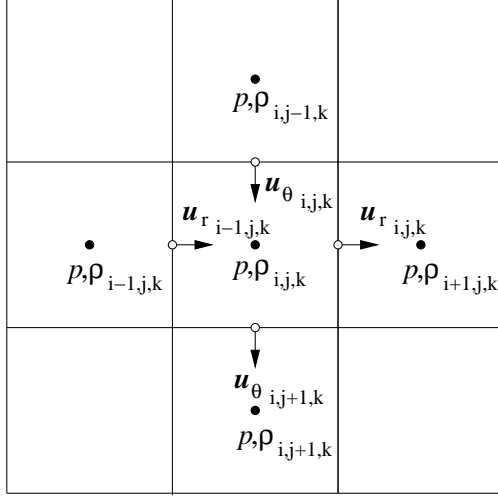 p,ρ i,j−1,k
u θ i,j,k
u r i−1,j,k
u r i,j,k
p,ρ i−1,j,k
p,ρ i,j,k
p,ρ i+1,j,k
u θ i,j+1,k
p,ρ i,j+1,k